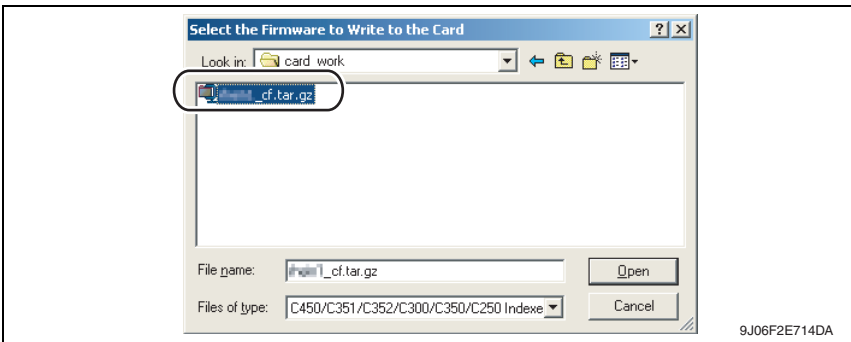 Select the Firmware to Write to the Card
Look in: card_work
_cf.tar.gz
File name: _cf.tar.gz
Open
Files of type: C450/C351/C352/C300/C350/C250 Indexe
Cancel
9J06F2E714DA